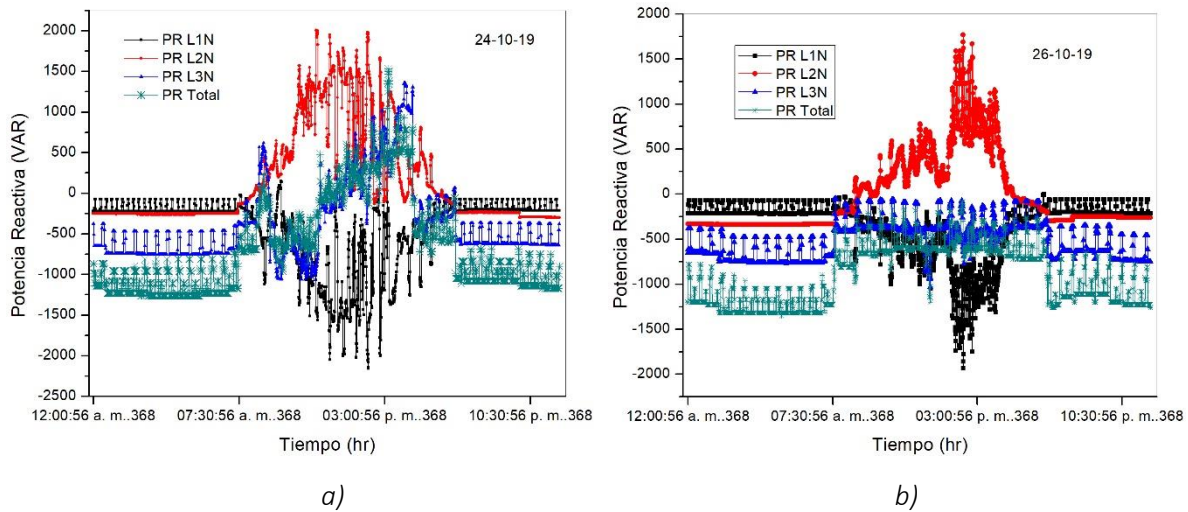 2000
1500
1000
500
0
-500
-1000
-1500
-2000
-2500
Potencia Reactiva (VAR)
PR L1N
PR L2N
PR L3N
PR Total
24-10-19
12:00:56 a. m..368
07:30:56 a. m..368
03:00:56 p. m..368
10:30:56 p. m..368
Tiempo (hr)
a)
2000
1500
1000
500
0
-500
-1000
-1500
-2000
Potencia Reactiva (VAR)
PR L1N
PR L2N
PR L3N
PR Total
26-10-19
12:00:56 a. m..368
07:30:56 a. m..368
03:00:56 p. m..368
10:30:56 p. m..368
Tiempo (hr)
b)